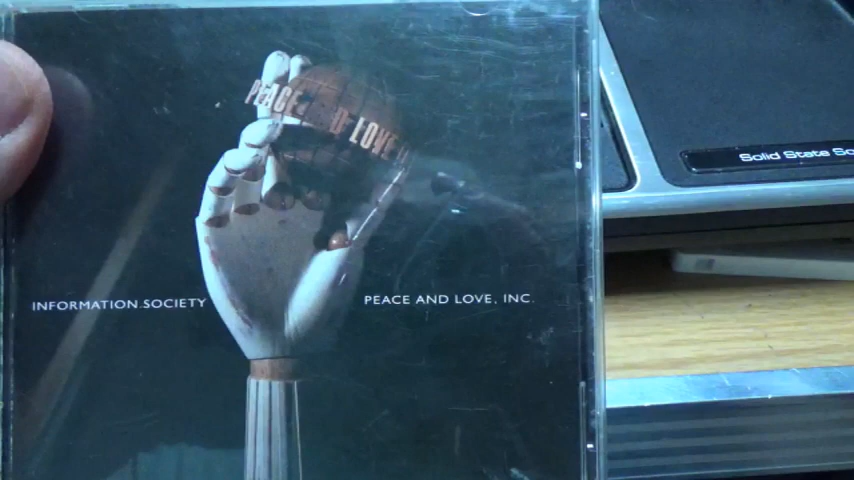 PEACE D LOVE
INFORMATION SOCIETY
PEACE AND LOVE, INC.
Solid State